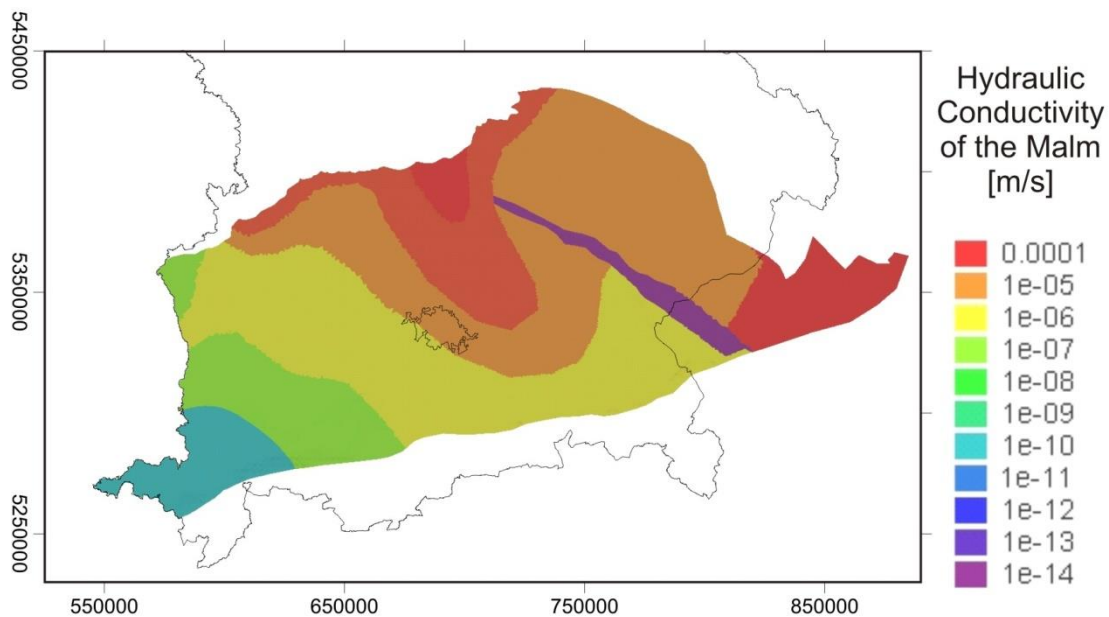 5450000
5350000
5250000
550000 650000 750000 850000
Hydraulic
Conductivity
of the Malm
[m/s]
0.0001
1e-05
1e-06
1e-07
1e-08
1e-09
1e-10
1e-11
1e-12
1e-13
1e-14